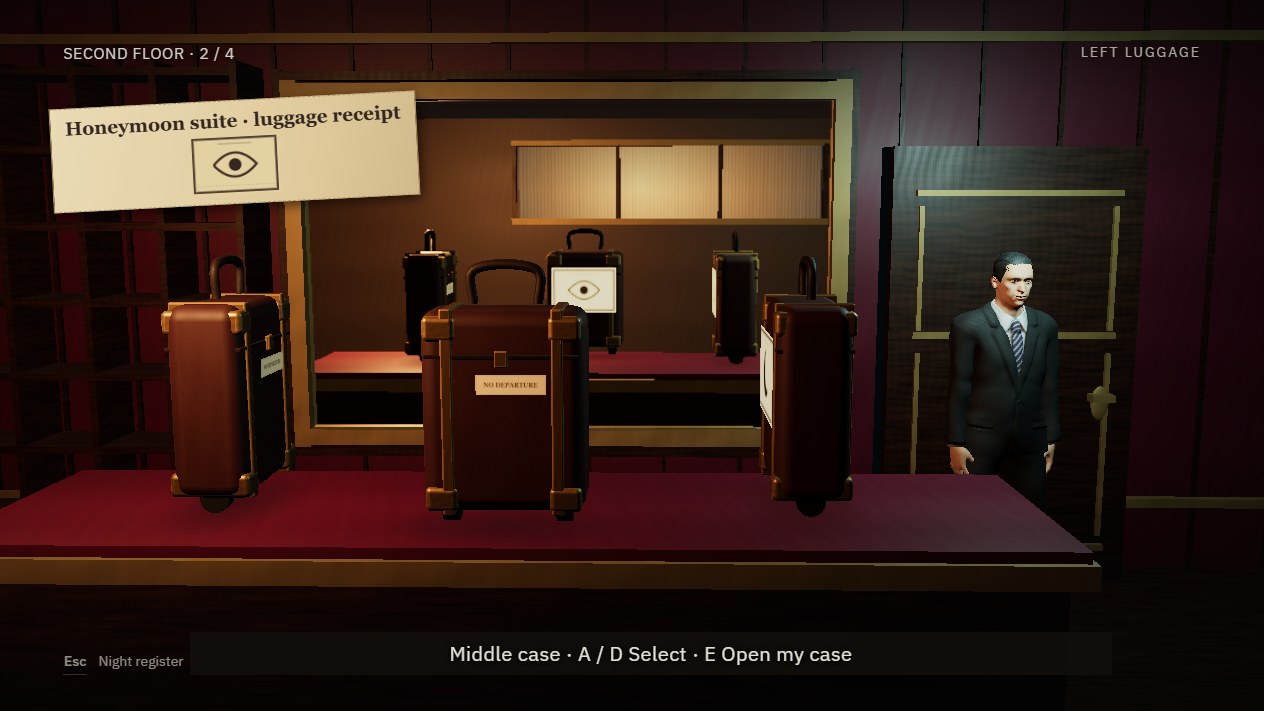 SECOND FLOOR · 2 / 4
LEFT LUGGAGE
Honeymoon suite · luggage receipt
NO DEPARTURE
Middle case · A / D Select · E Open my case
Esc Night register